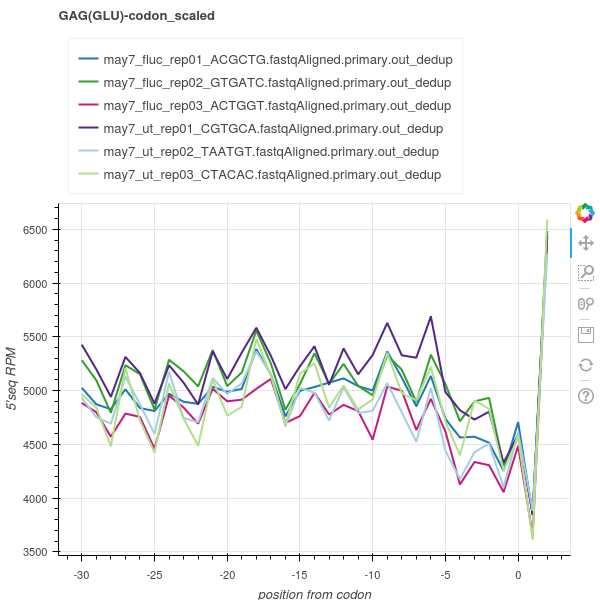 GAG(GLU)-codon_scaled
may7_fluc_rep01_ACGCTG.fastqAligned.primary.out_dedup
may7_fluc_rep02_GTGATC.fastqAligned.primary.out_dedup
may7_fluc_rep03_ACTGGT.fastqAligned.primary.out_dedup
may7_ut_rep01_CGTGCA.fastqAligned.primary.out_dedup
may7_ut_rep02_TAATGT.fastqAligned.primary.out_dedup
may7_ut_rep03_CTACAC.fastqAligned.primary.out_dedup
6500
6000
5500
5000
4500
4000
3500
5'seq RPM
-30 -25 -20 -15 -10 -5 0
position from codon